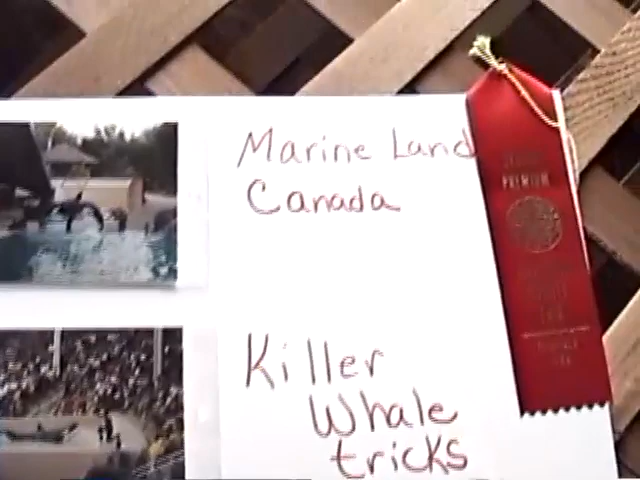 Marine Land
Canada
PREMIUM
Killer
Whale
tricks